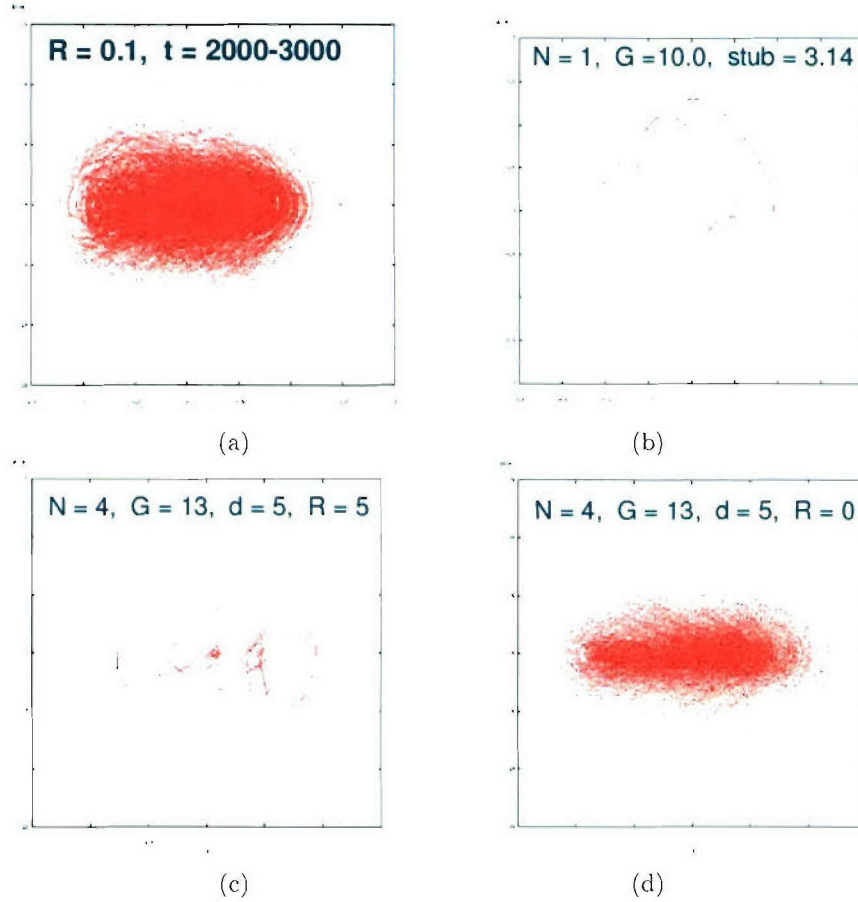 R = 0.1, t = 2000-3000
N = 1, G =10.0, stub = 3.14
(a)
(b)
N = 4, G = 13, d = 5, R = 5
N = 4, G = 13, d = 5, R = 0
(c)
(d)